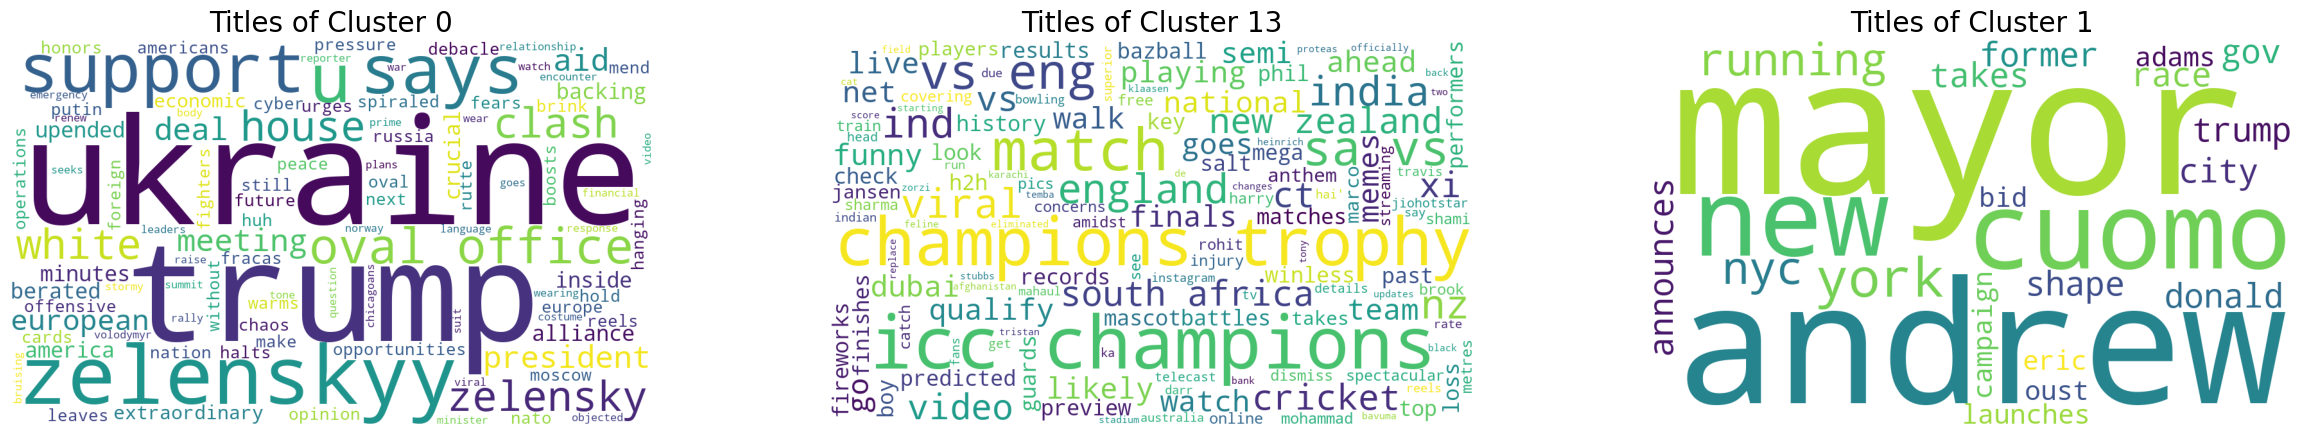 Titles of Cluster 0
honors americans pressure debacle relationship
reporter war watch aid mend
support u says encounter
emergency putin economic cyber urges spiraled fears brink backing
renew body prime wear
upended deal house russia crucial clash
ukraine
operations seeks foreign fighters peace plans oval rutte boosts goes financial video
still future next
huh leaders norway language response hanging
white meeting oval office
minutes raise fracas inside
berated stormy summit without tone warms question chicagoans suit wearing hold europe
offensive trump costume
european rally chaos reels
cards volodymyr make alliance
america nation halts opportunities president
bruising zelenskyy viral moscow
zelensky
leaves extraordinary opinion minister nato objected
Titles of Cluster 13
field players results bazball semi proteas officially
live vs due eng superior playing phil ahead back
cat net covering vs bowling klaasen free national india two performers
starting score ind history walk key new zealand
train head
funny look match goes salt mega sa vs
run karachi heinrich memes
check h2h pics england anthem ct xi
jansen zorzi changes marco streaming travis
sharma viral concerns harry hai' jiohotstar
indian amidst finals matches say shami
feline eliminated
champions trophy
replace rohit injury tony
stubbs records see instagram winless past
dubai afghanistan mahaul south africa tv details updates brook nz
fireworks gofinishes qualify mascotbattles takes team
catch tristan get rate
icc champions
fans guards ka black
boy predicted likely telecast bank dismiss spectacular loss metres
darr reels
video preview watch cricket top
stadium australia online mohammad bavuma
de
Titles of Cluster 1
running former adams gov
takes race
mayor
trump
new cuomo city
announces bid
nyc york shape donald
andrew
campaign eric
oust
launches